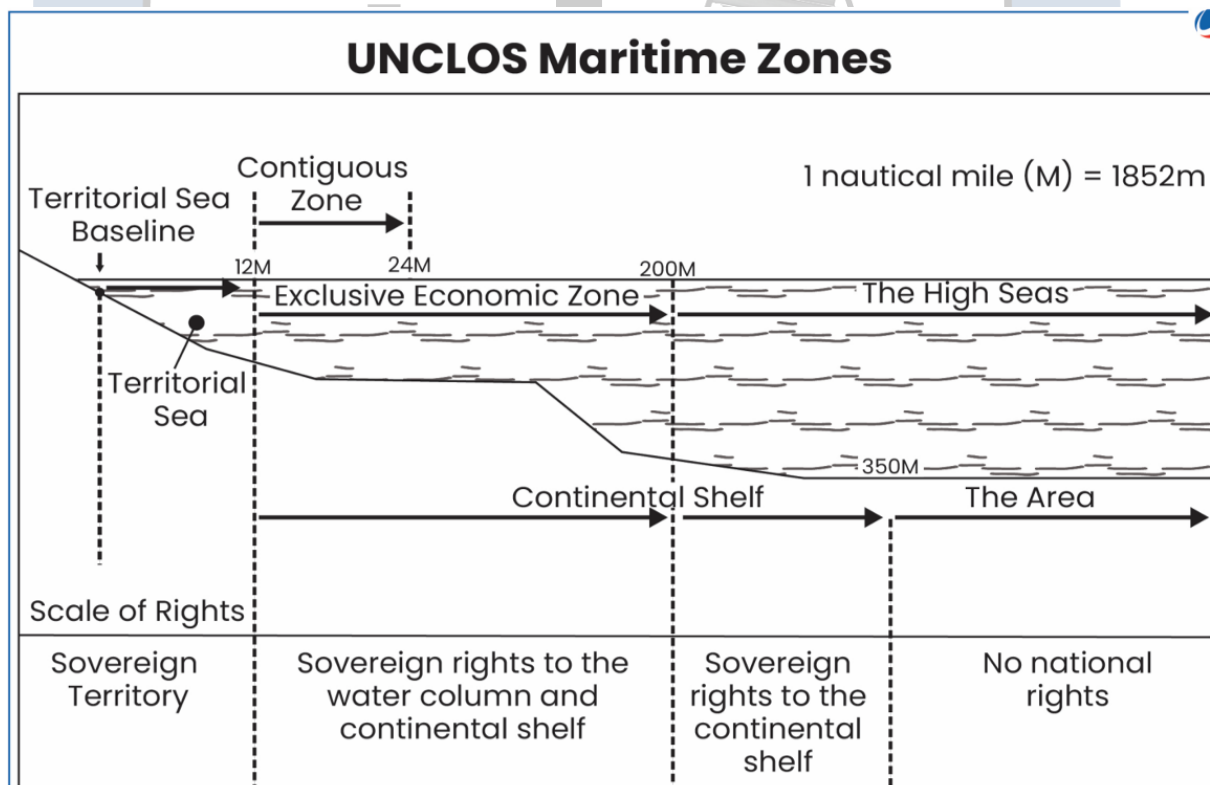 UNCLOS Maritime Zones
Contiguous
Zone
1 nautical mile (M) = 1852m
Territorial Sea
Baseline
12M
24M
200M
Exclusive Economic Zone
The High Seas
Territorial
Sea
350M
Continental Shelf
The Area
Scale of Rights
Sovereign
Territory
Sovereign rights to the
water column and
continental shelf
Sovereign
rights to the
continental
shelf
No national
rights